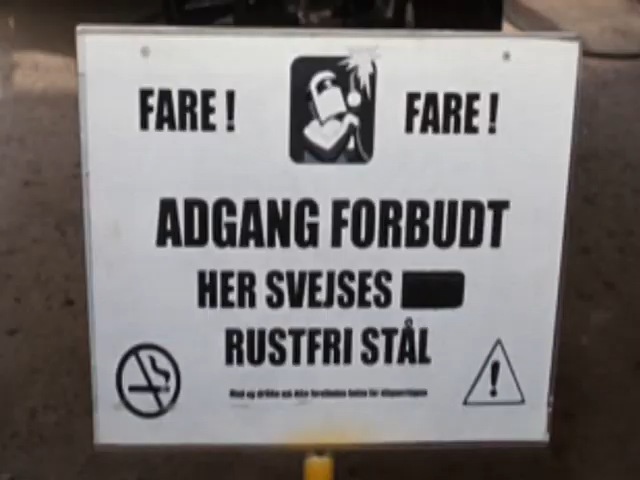 FARE! FARE!
ADGANG FORBUDT
HER SVEJSES
RUSTFRI STÅL